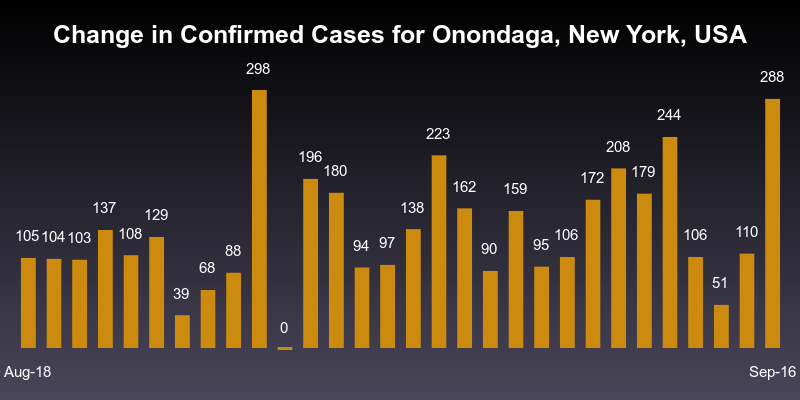 Change in Confirmed Cases for Onondaga, New York, USA
105 104 103 137 108 129 39 68 88 298 0 196 180 94 97 138 223 162 90 159 95 106 172 208 179 244 106 51 110 288
Aug-18 Sep-16